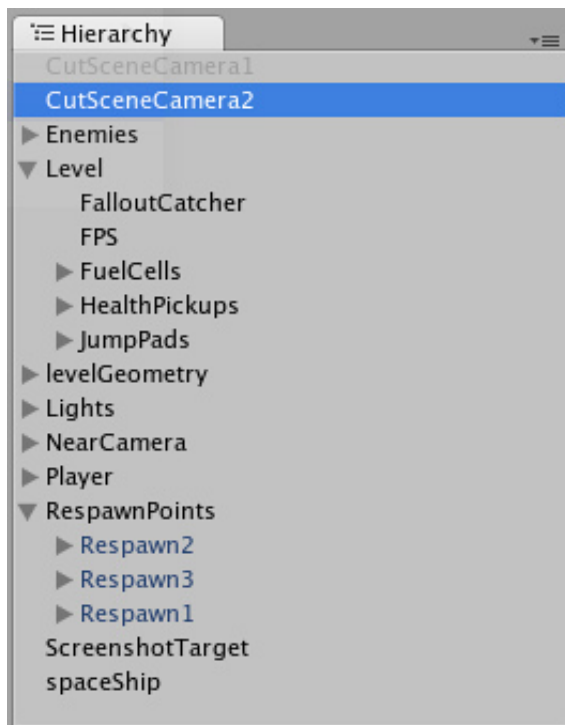 Hierarchy
CutSceneCamera1
CutSceneCamera2
Enemies
Level
FalloutCatcher
FPS
FuelCells
HealthPickups
JumpPads
levelGeometry
Lights
NearCamera
Player
RespawnPoints
Respawn2
Respawn3
Respawn1
ScreenshotTarget
spaceShip